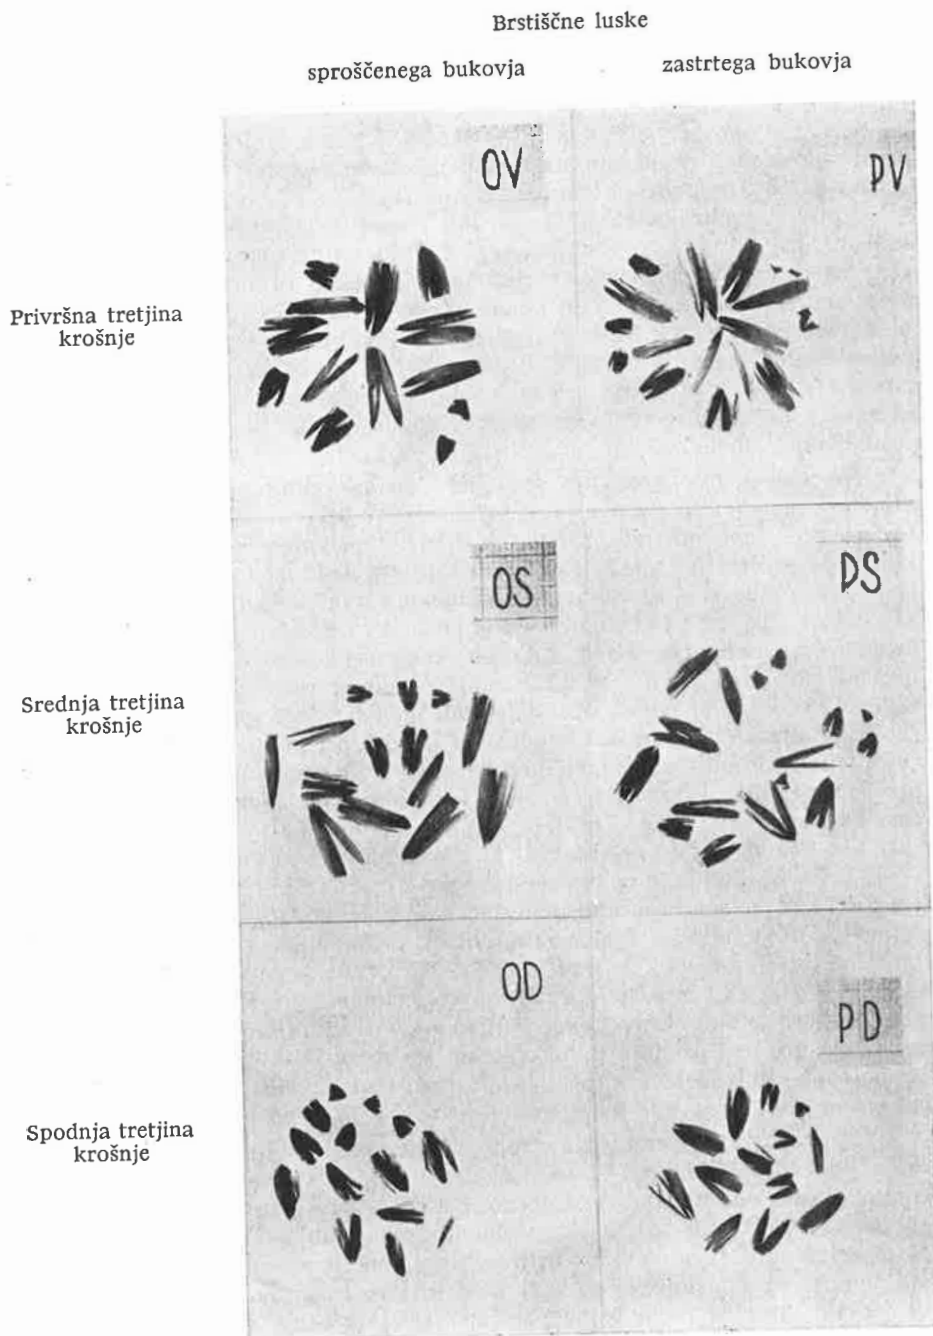 Brstiščne luske
sproščenega bukovja zastrtega bukovja
OV PV
Privršna tretjina
krošnje
OS DS
Srednja tretjina
krošnje
OD PD
Spodnja tretjina
krošnje